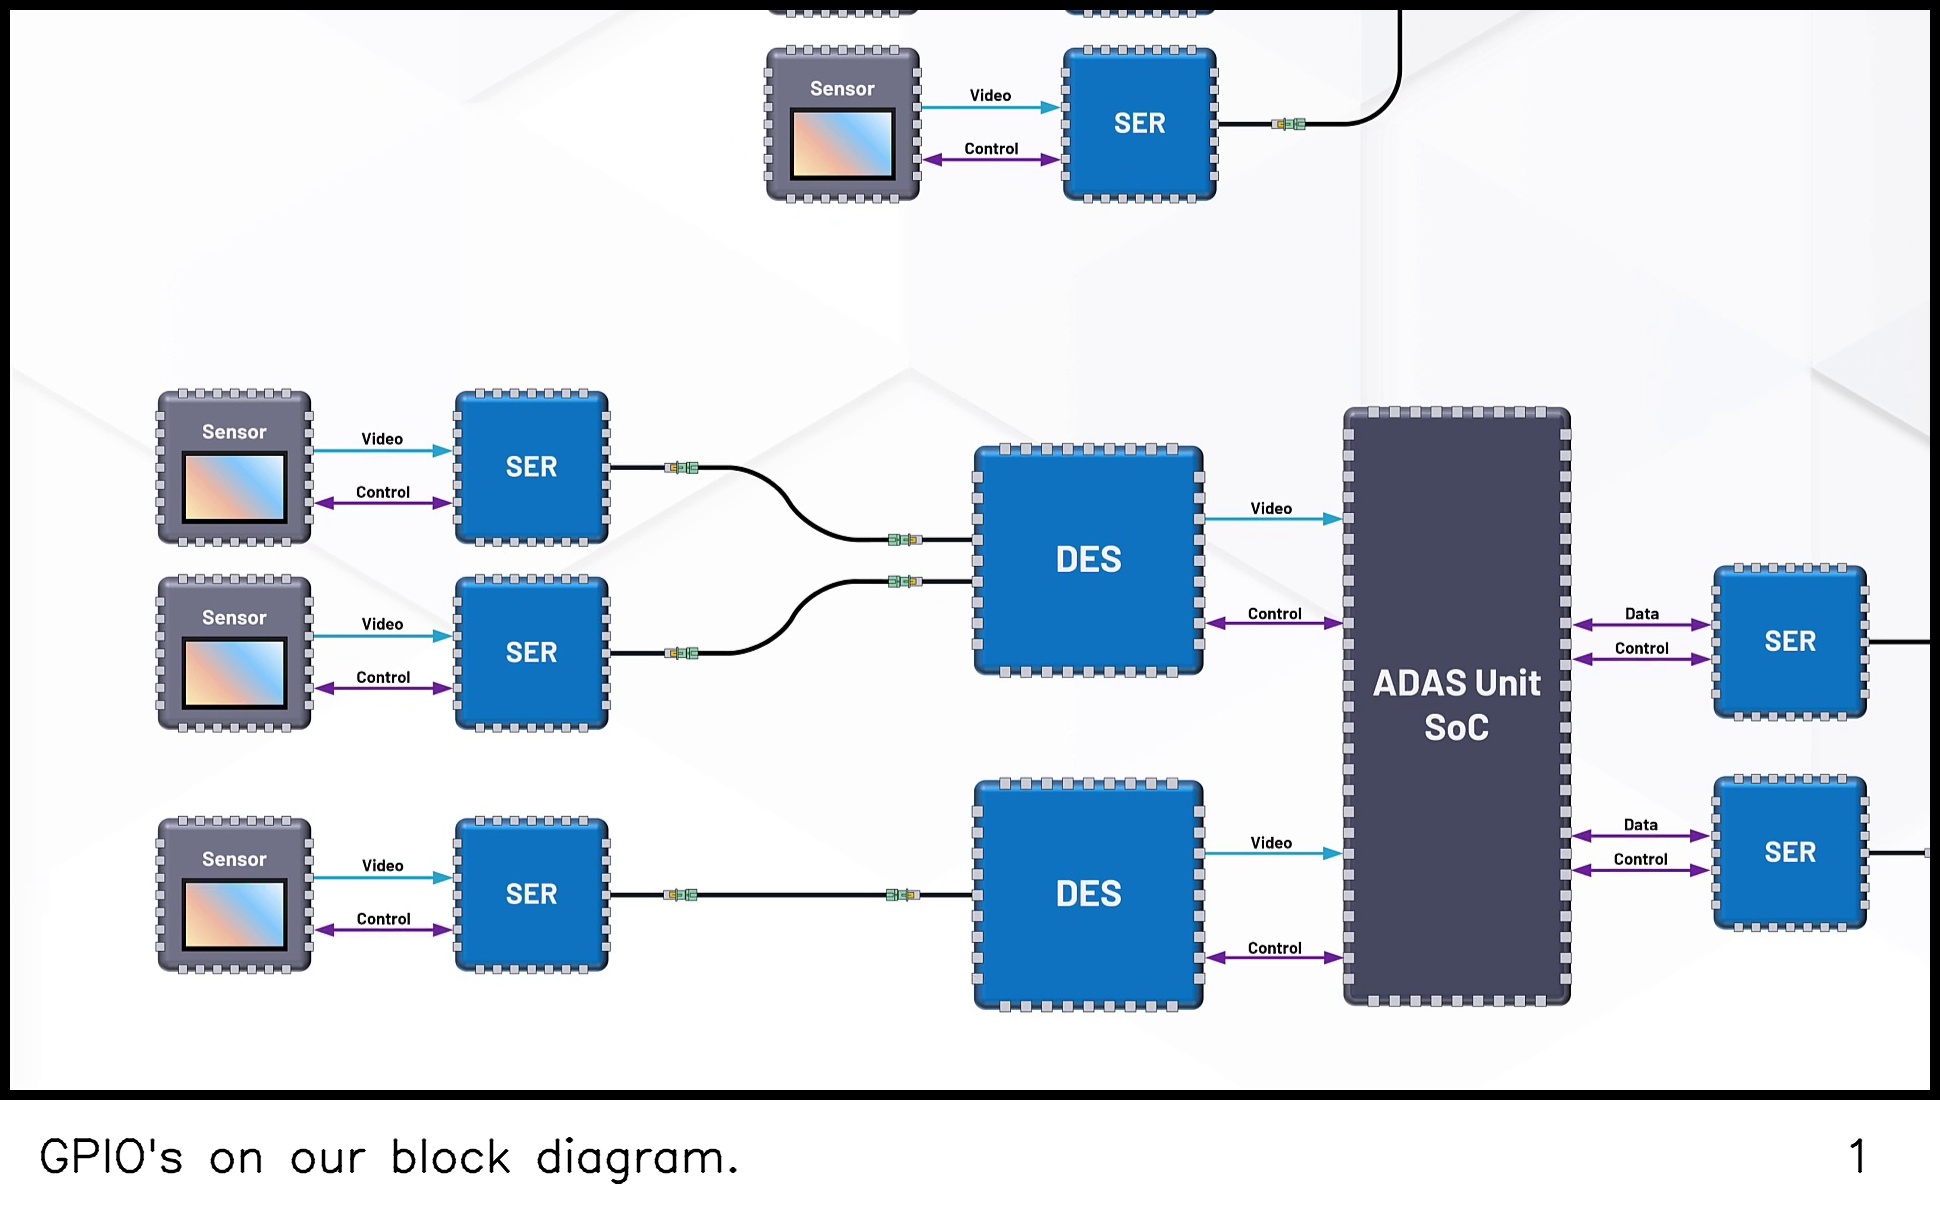 Sensor
Video
Control
SER
Sensor
Video
Control
SER
Sensor
Video
Control
SER
DES
Video
Control
ADAS Unit
SoC
Data
Control
SER
Sensor
Video
Control
SER
DES
Video
Control
Data
Control
SER
GPIO's on our block diagram.
1